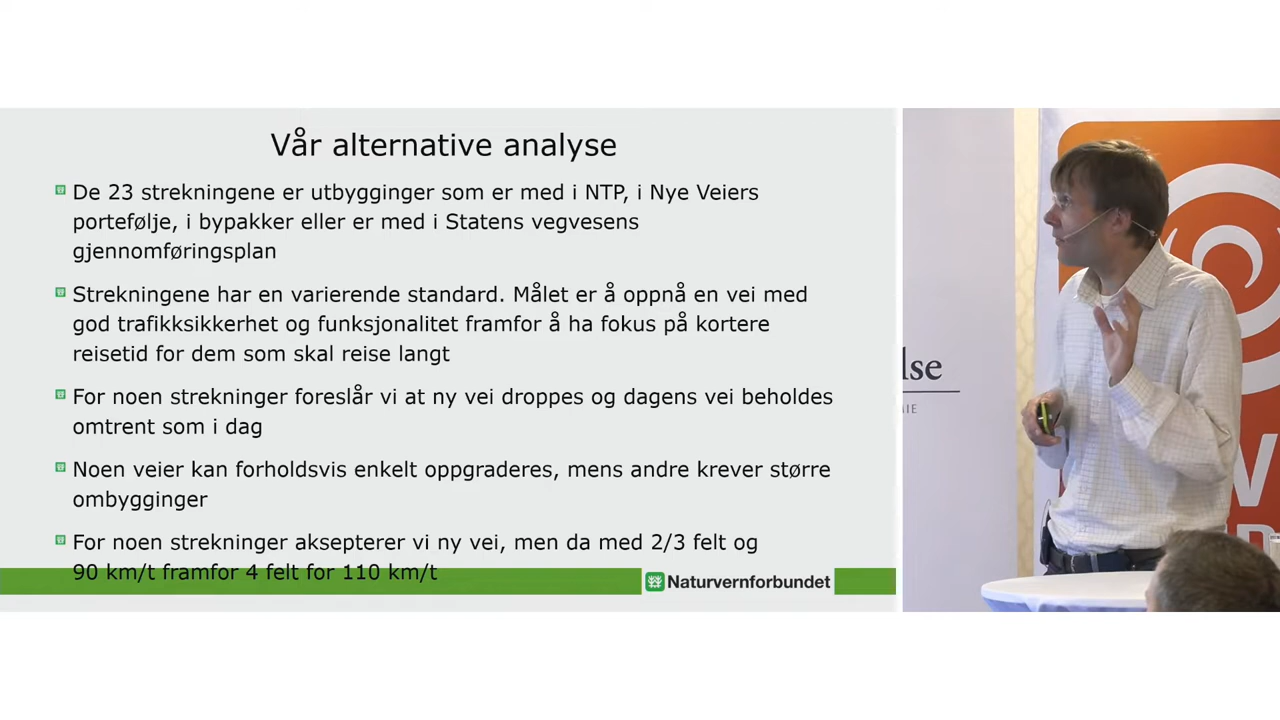 Vår alternative analyse
De 23 strekningene er utbygginger som er med i NTP, i Nye Veiers
portefølje, i bypakker eller er med i Statens vegvesens
gjennomføringsplan
Strekningene har en varierende standard. Målet er å oppnå en vei med
god trafikksikkerhet og funksjonalitet framfor å ha fokus på kortere
reisetid for dem som skal reise langt
For noen strekninger foreslår vi at ny vei droppes og dagens vei beholdes
omtrent som i dag
Noen veier kan forholdsvis enkelt oppgraderes, mens andre krever større
ombygginger
For noen strekninger aksepterer vi ny vei, men da med 2/3 felt og
90 km/t framfor 4 felt for 110 km/t
Naturvernforbundet